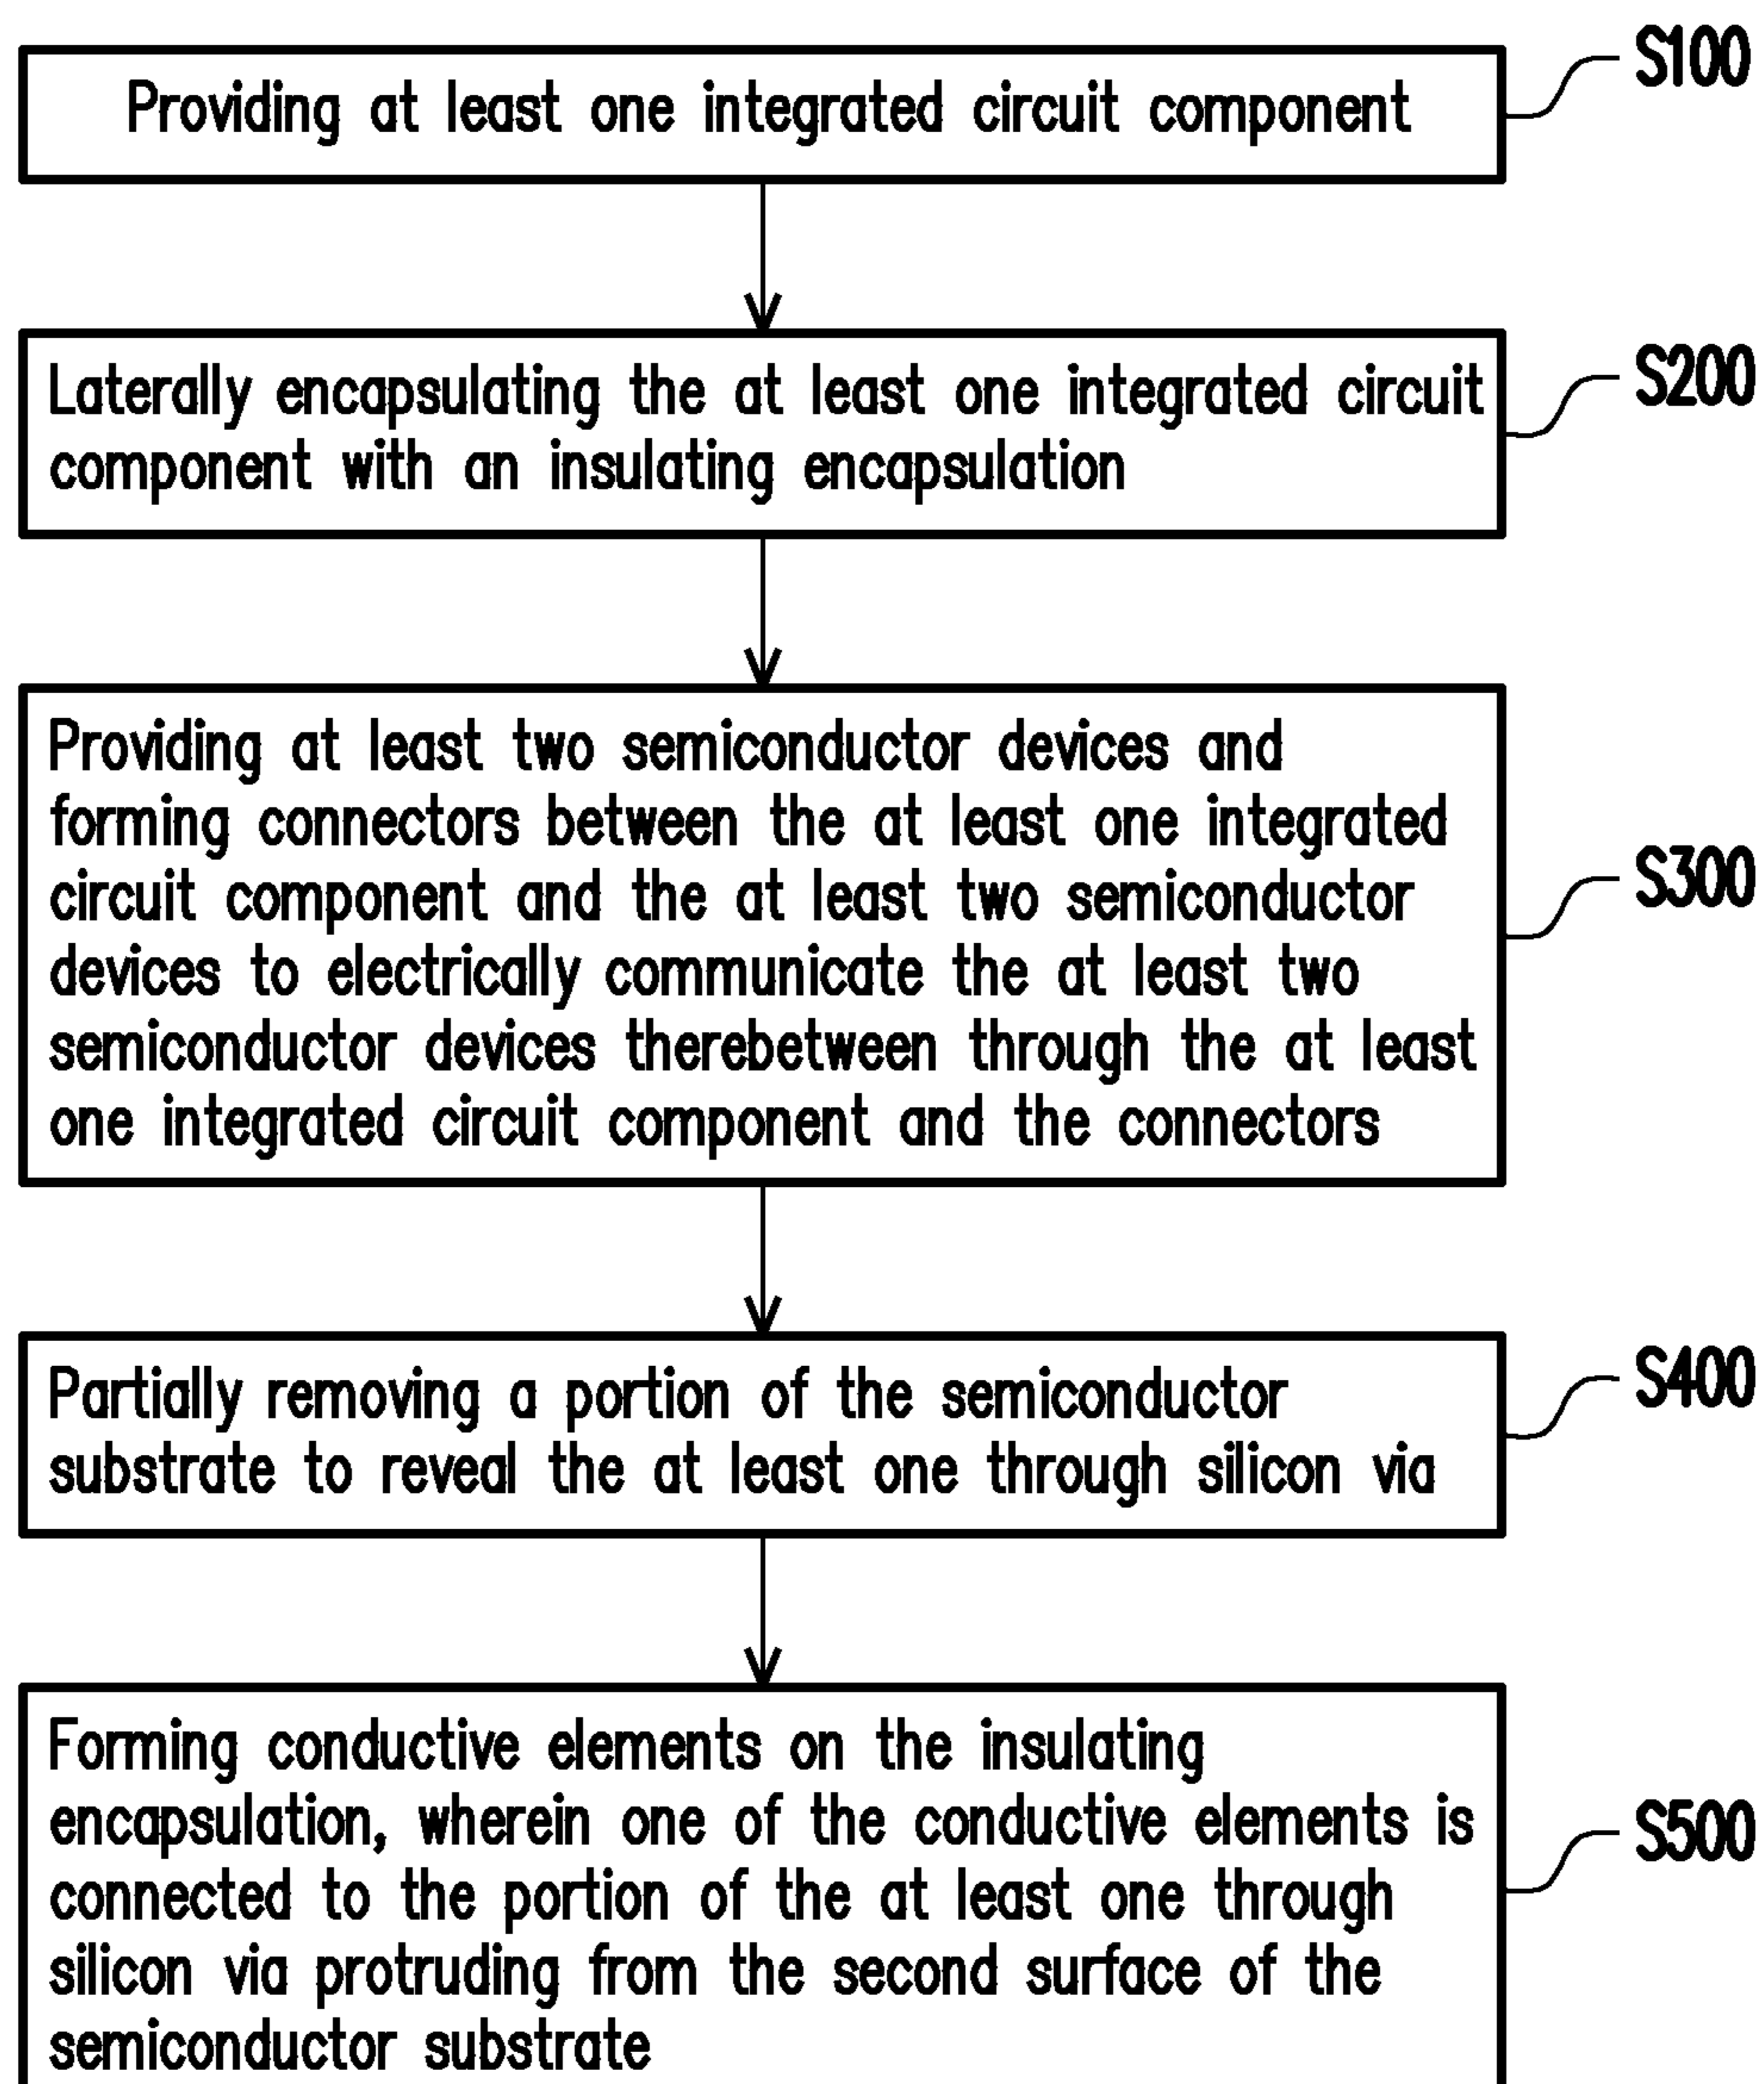 S100
Providing at least one integrated circuit component
S200
Laterally encapsulating the at least one integrated circuit
component with an insulating encapsulation
S300
Providing at least two semiconductor devices and
forming connectors between the at least one integrated
circuit component and the at least two semiconductor
devices to electrically communicate the at least two
semiconductor devices therebetween through the at least
one integrated circuit component and the connectors
S400
Partially removing a portion of the semiconductor
substrate to reveal the at least one through silicon via
S500
Forming conductive elements on the insulating
encapsulation, wherein one of the conductive elements is
connected to the portion of the at least one through
silicon via protruding from the second surface of the
semiconductor substrate